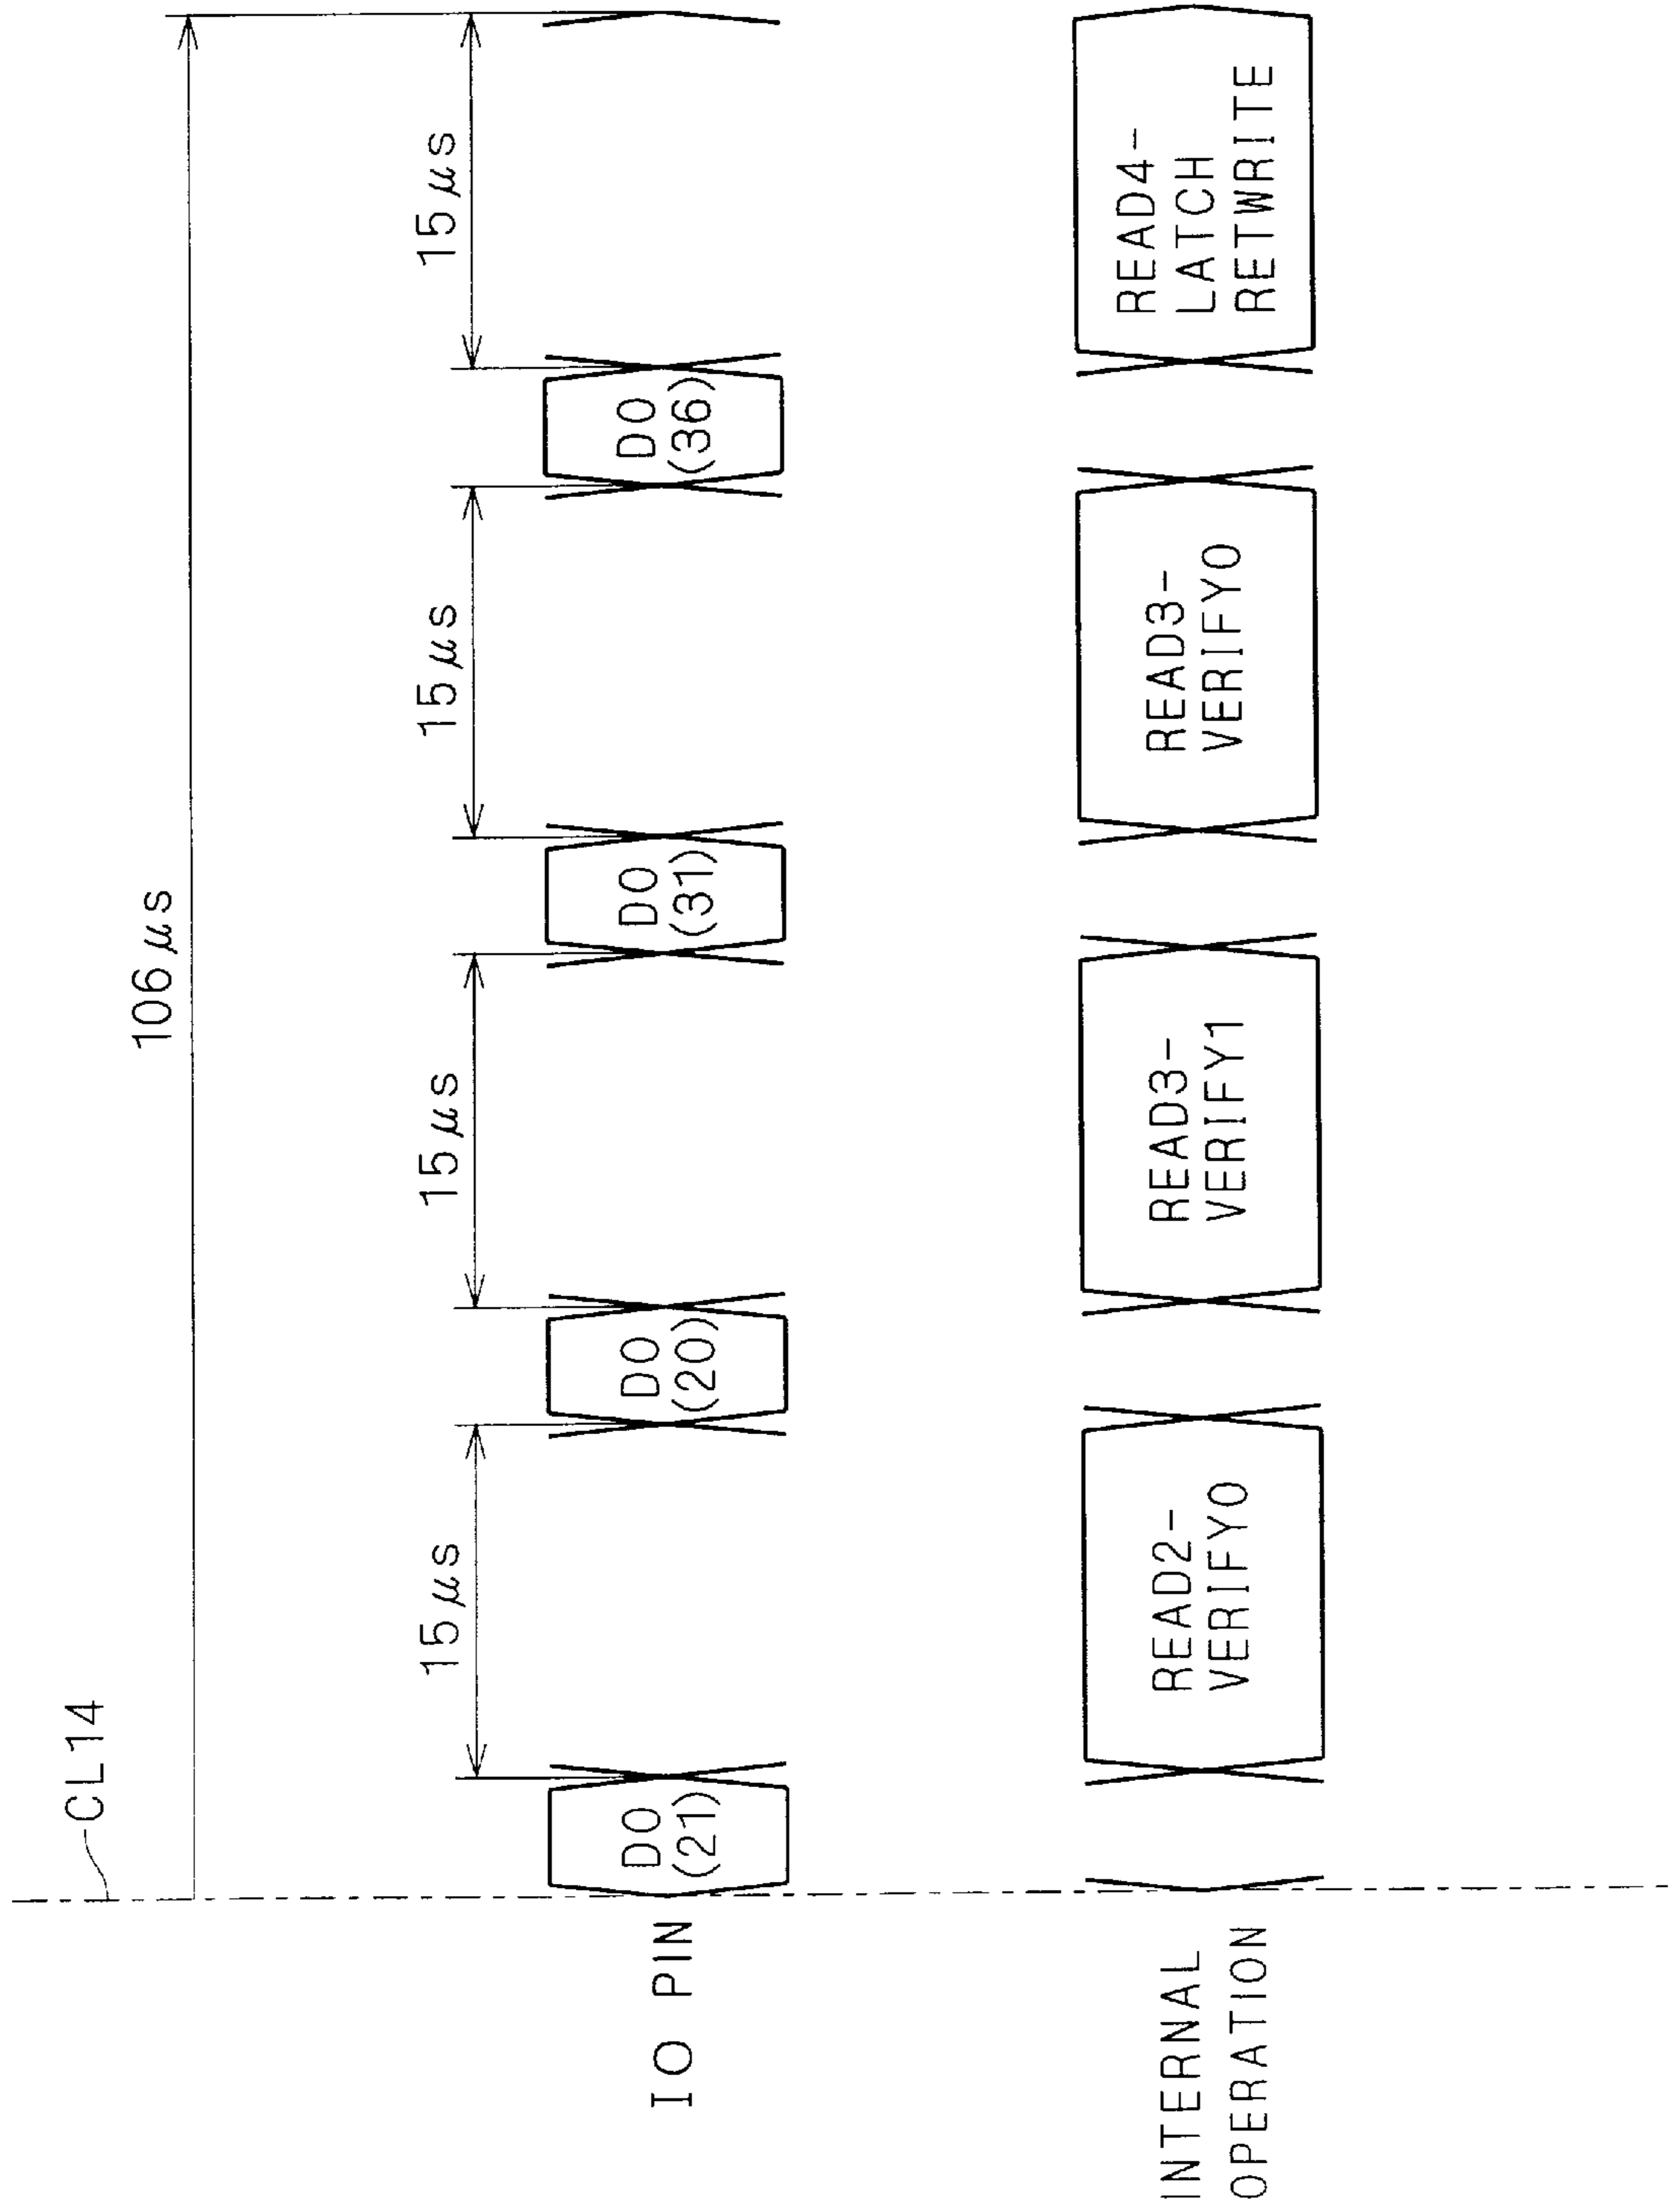 CL14
106μs
15μs
15μs
15μs
15μs
IO PIN
DO
(21)
DO
(20)
DO
(31)
DO
(36)
INTERNAL
OPERATION
READ2-
VERIFY0
READ3-
VERIFY1
READ3-
VERIFY0
READ4-
LATCH
RETWRITE